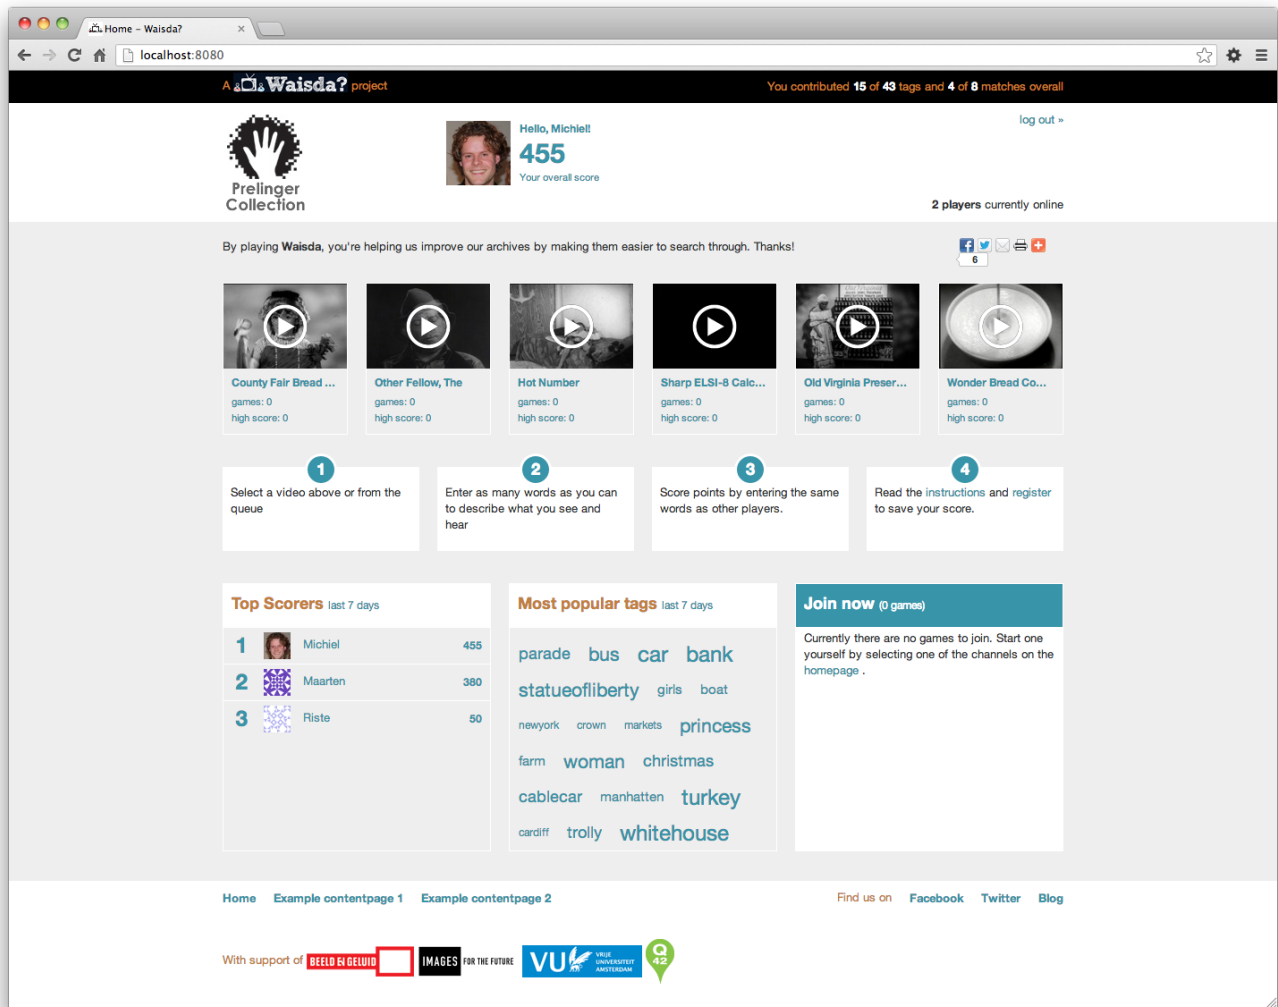 Home – Waisda?
localhost:8080
A Waisda? project
You contributed 15 of 43 tags and 4 of 8 matches overall
log out »
Hello, Michiel!
455
Your overall score
Prelinger
Collection
2 players currently online
By playing Waisda, you're helping us improve our archives by making them easier to search through. Thanks!
6
County Fair Bread ...
games: 0
high score: 0
Other Fellow, The
games: 0
high score: 0
Hot Number
games: 0
high score: 0
Sharp ELSI-8 Calc...
games: 0
high score: 0
Old Virginia Preser...
games: 0
high score: 0
Wonder Bread Co...
games: 0
high score: 0
1
Select a video above or from the
queue
2
Enter as many words as you can
to describe what you see and
hear
3
Score points by entering the same
words as other players.
4
Read the instructions and register
to save your score.
Top Scorers last 7 days
1 Michiel 455
2 Maarten 380
3 Riste 50
Most popular tags last 7 days
parade bus car bank
statueofliberty girls boat
newyork crown markets princess
farm woman christmas
cablecar manhatten turkey
cardiff trolly whitehouse
Join now (0 games)
Currently there are no games to join. Start one
yourself by selecting one of the channels on the
homepage .
Home Example contentpage 1 Example contentpage 2
Find us on Facebook Twitter Blog
With support of BEELD EN GELUID IMAGES FOR THE FUTURE
VU VRIJE
UNIVERSITEIT
AMSTERDAM
Q
42